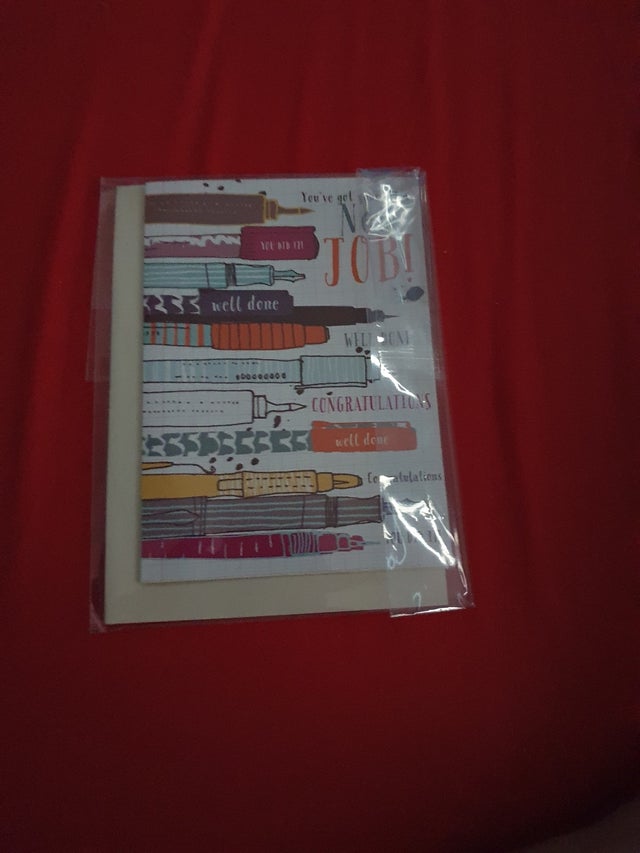 You've got
JOB!
YOU DID IT!
well done
WELL DONE
CONGRATULATIONS
well done
Congratulations